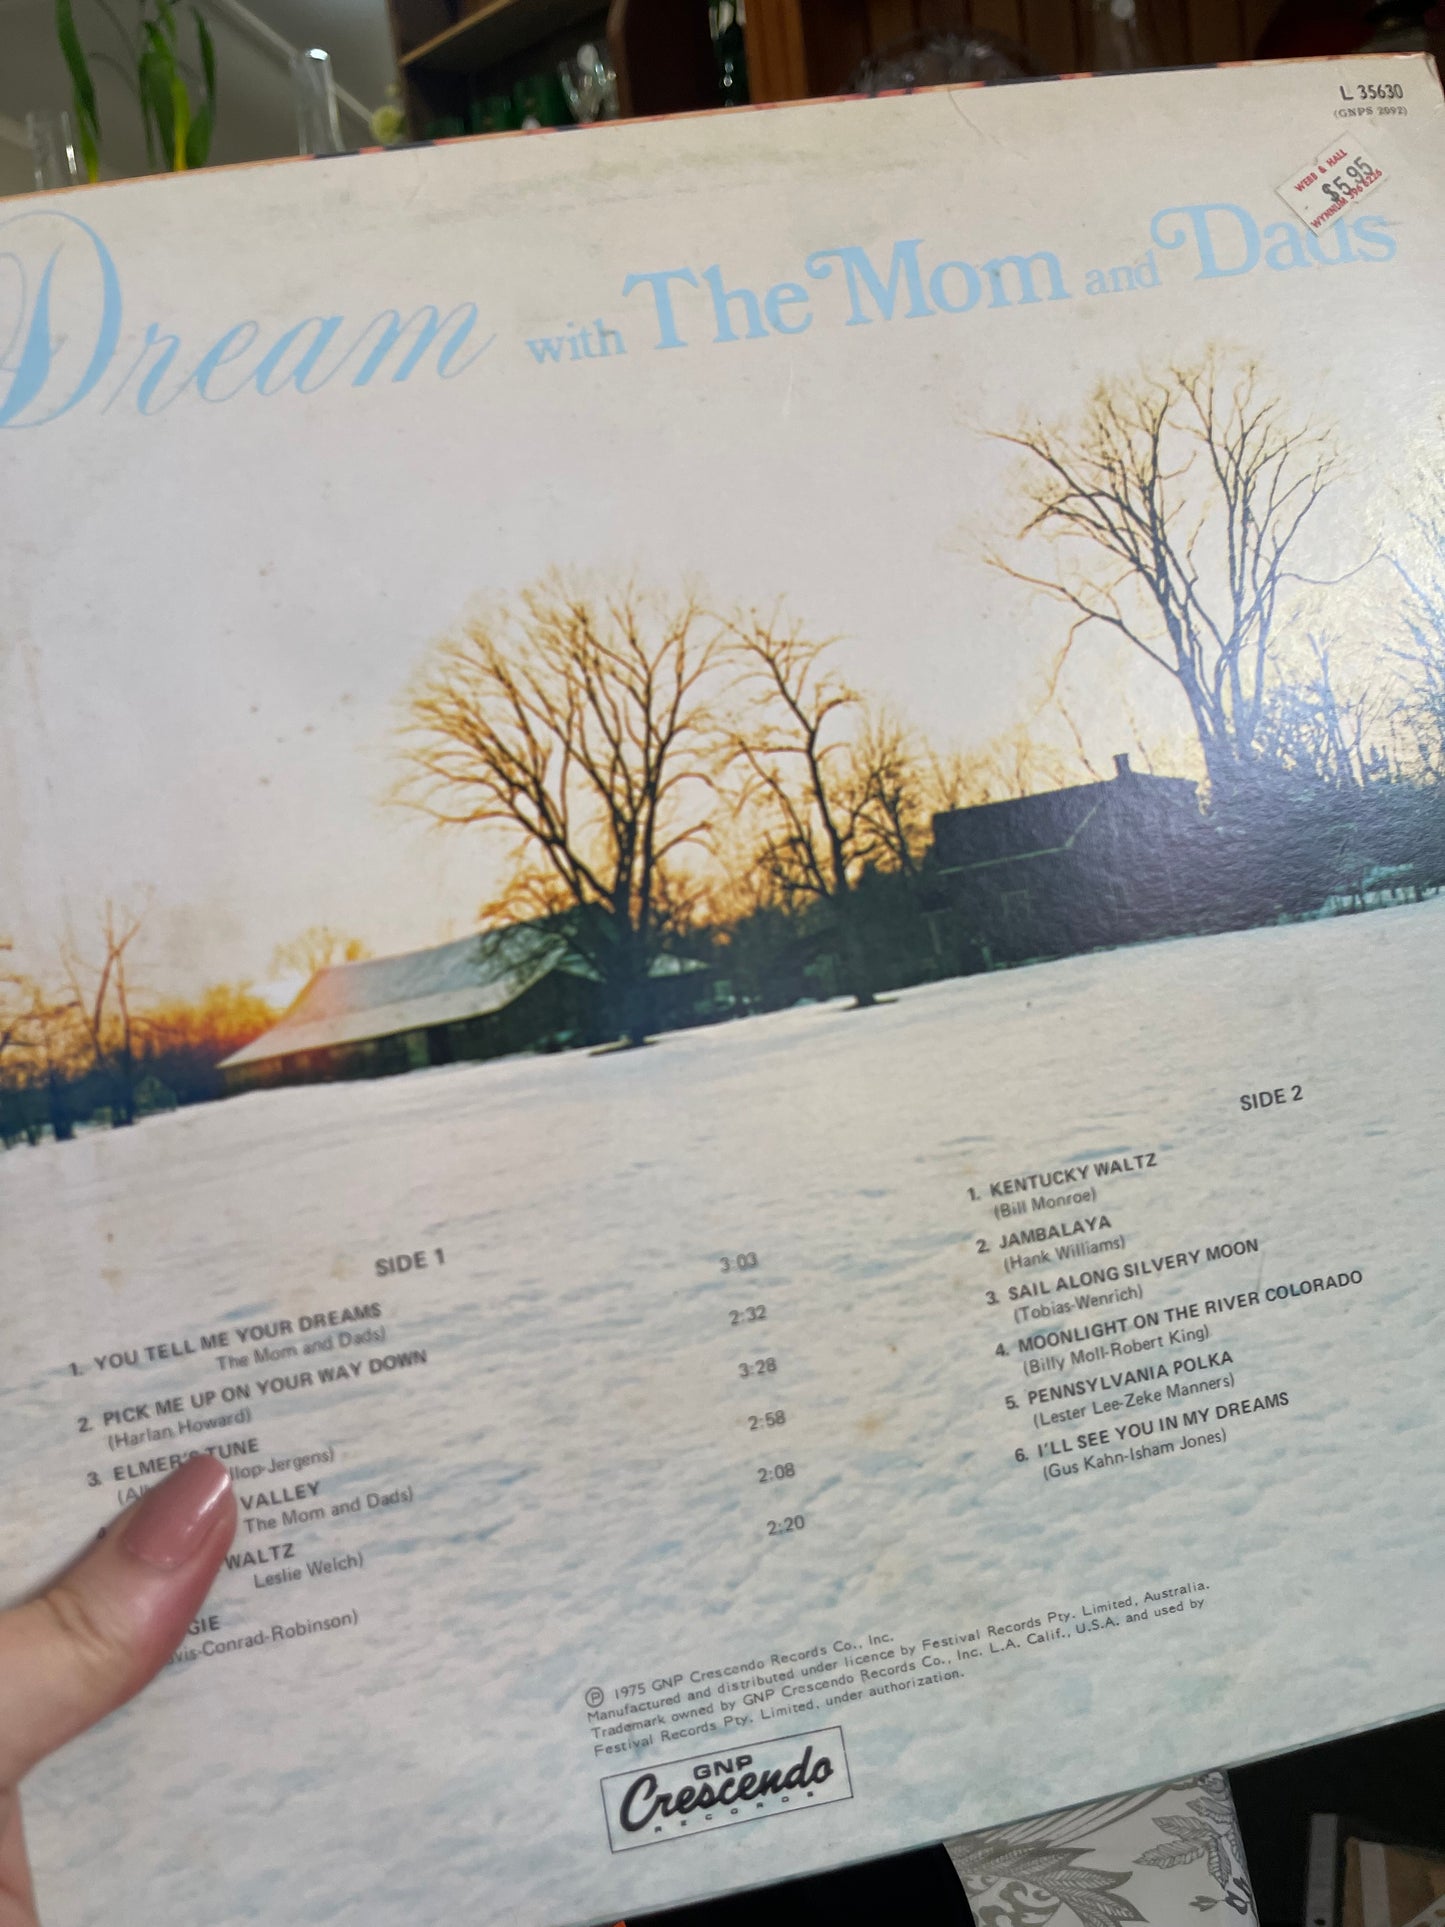 L 35630
(GNPS 2092)
WEBB & HALL
$5.95
WYNNUM 396 6226
Dream with The Mom and Dads
SIDE 1
1. YOU TELL ME YOUR DREAMS 3:03
The Mom and Dads)
2. PICK ME UP ON YOUR WAY DOWN 2:32
(Harlan Howard)
3. ELMER'S TUNE 3:28
llop-Jergens)
VALLEY 2:58
The Mom and Dads)
WALTZ 2:08
Leslie Welch)
GIE 2:20
vis-Conrad-Robinson)
SIDE 2
1. KENTUCKY WALTZ
(Bill Monroe)
2. JAMBALAYA
(Hank Williams)
3. SAIL ALONG SILVERY MOON
(Tobias-Wenrich)
4. MOONLIGHT ON THE RIVER COLORADO
(Billy Moll-Robert King)
5. PENNSYLVANIA POLKA
(Lester Lee-Zeke Manners)
6. I'LL SEE YOU IN MY DREAMS
(Gus Kahn-Isham Jones)
Ⓟ 1975 GNP Crescendo Records Co., Inc.
Manufactured and distributed under licence by Festival Records Pty. Limited, Australia.
Trademark owned by GNP Crescendo Records Co., Inc. L.A. Calif., U.S.A. and used by
Festival Records Pty. Limited, under authorization.
GNP
Crescendo
RECORDS